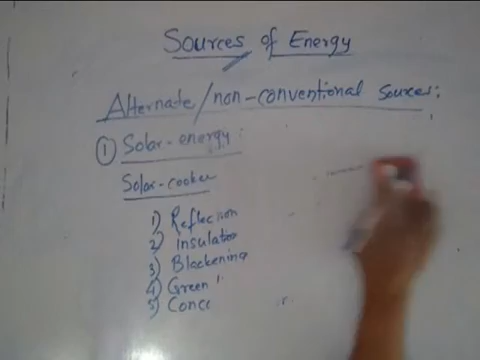 Sources of Energy
Alternate/non-conventional Sources:
① Solar-energy:
Solar-cooker
1) Reflection
2) Insulation
3) Blackening
4) Green
5) Conc